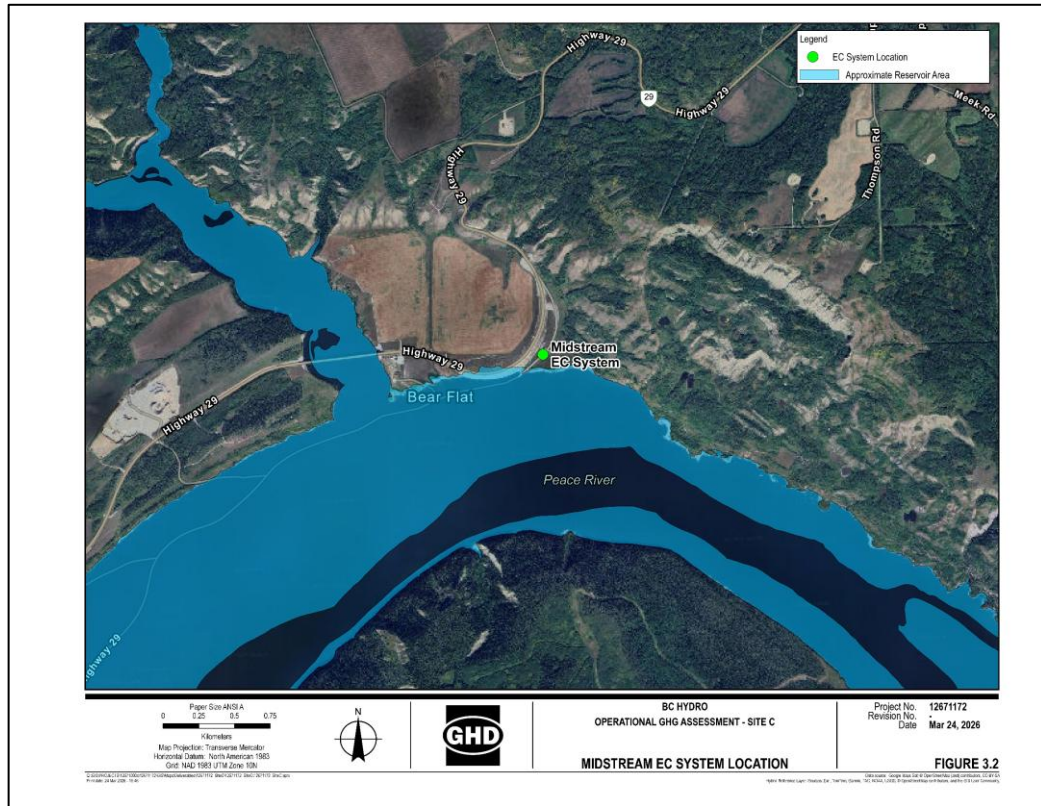 Legend
EC System Location
Approximate Reservoir Area
Highway 29
29
Highway 29
Meek Rd
Thompson Rd
Highway 29
Midstream
EC System
Highway 29
Bear Flat
Highway 29
Peace River
Highway 29
Paper Size ANSI A
0 0.25 0.5 0.75
Kilometers
Map Projection: Transverse Mercator
Horizontal Datum: North American 1983
Grid: NAD 1983 UTM Zone 10N
N
GHD
BC HYDRO
OPERATIONAL GHG ASSESSMENT - SITE C
MIDSTREAM EC SYSTEM LOCATION
Project No. 12671172
Revision No. -
Date Mar 24, 2026
FIGURE 3.2